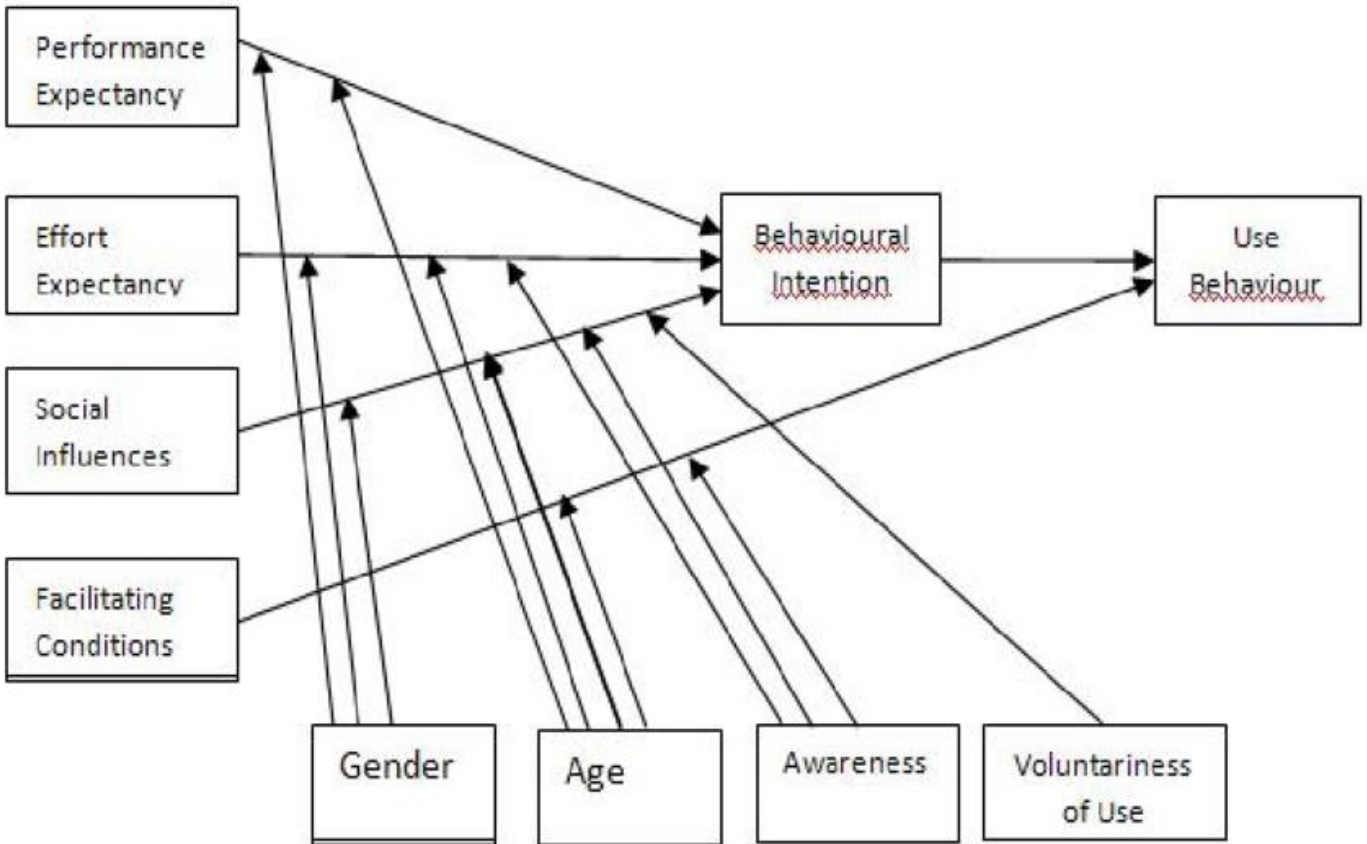 Performance
Expectancy
Effort
Expectancy
Social
Influences
Facilitating
Conditions
Behavioural
Intention
Use
Behaviour
Gender
Age
Awareness
Voluntariness
of Use